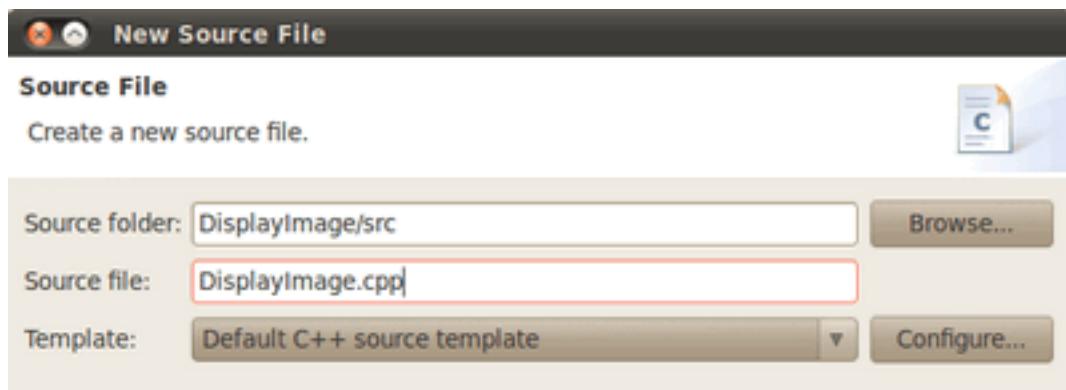 New Source File
Source File
Create a new source file.
C
Source folder: DisplayImage/src Browse...
Source file: DisplayImage.cpp
Template: Default C++ source template Configure...